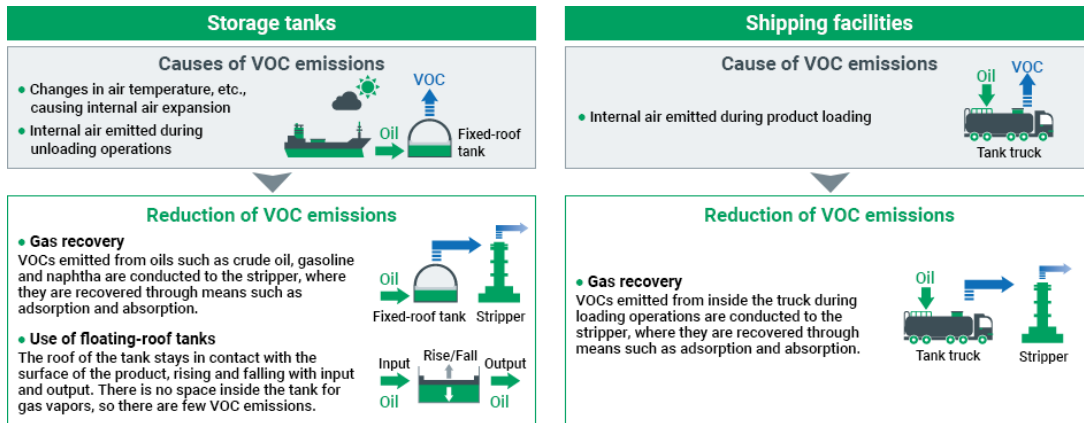 Storage tanks
Causes of VOC emissions
• Changes in air temperature, etc.,
causing internal air expansion
• Internal air emitted during
unloading operations
VOC
Oil
Fixed-roof
tank
Reduction of VOC emissions
• Gas recovery
VOCs emitted from oils such as crude oil, gasoline
and naphtha are conducted to the stripper, where
they are recovered through means such as
adsorption and absorption.
Oil
Fixed-roof tank
Stripper
• Use of floating-roof tanks
The roof of the tank stays in contact with the
surface of the product, rising and falling with input
and output. There is no space inside the tank for
gas vapors, so there are few VOC emissions.
Input
Rise/Fall
Output
Oil
Oil
Shipping facilities
Cause of VOC emissions
• Internal air emitted during product loading
Oil
VOC
Tank truck
Reduction of VOC emissions
• Gas recovery
VOCs emitted from inside the truck during
loading operations are conducted to the
stripper, where they are recovered through
means such as adsorption and absorption.
Oil
Tank truck
Stripper